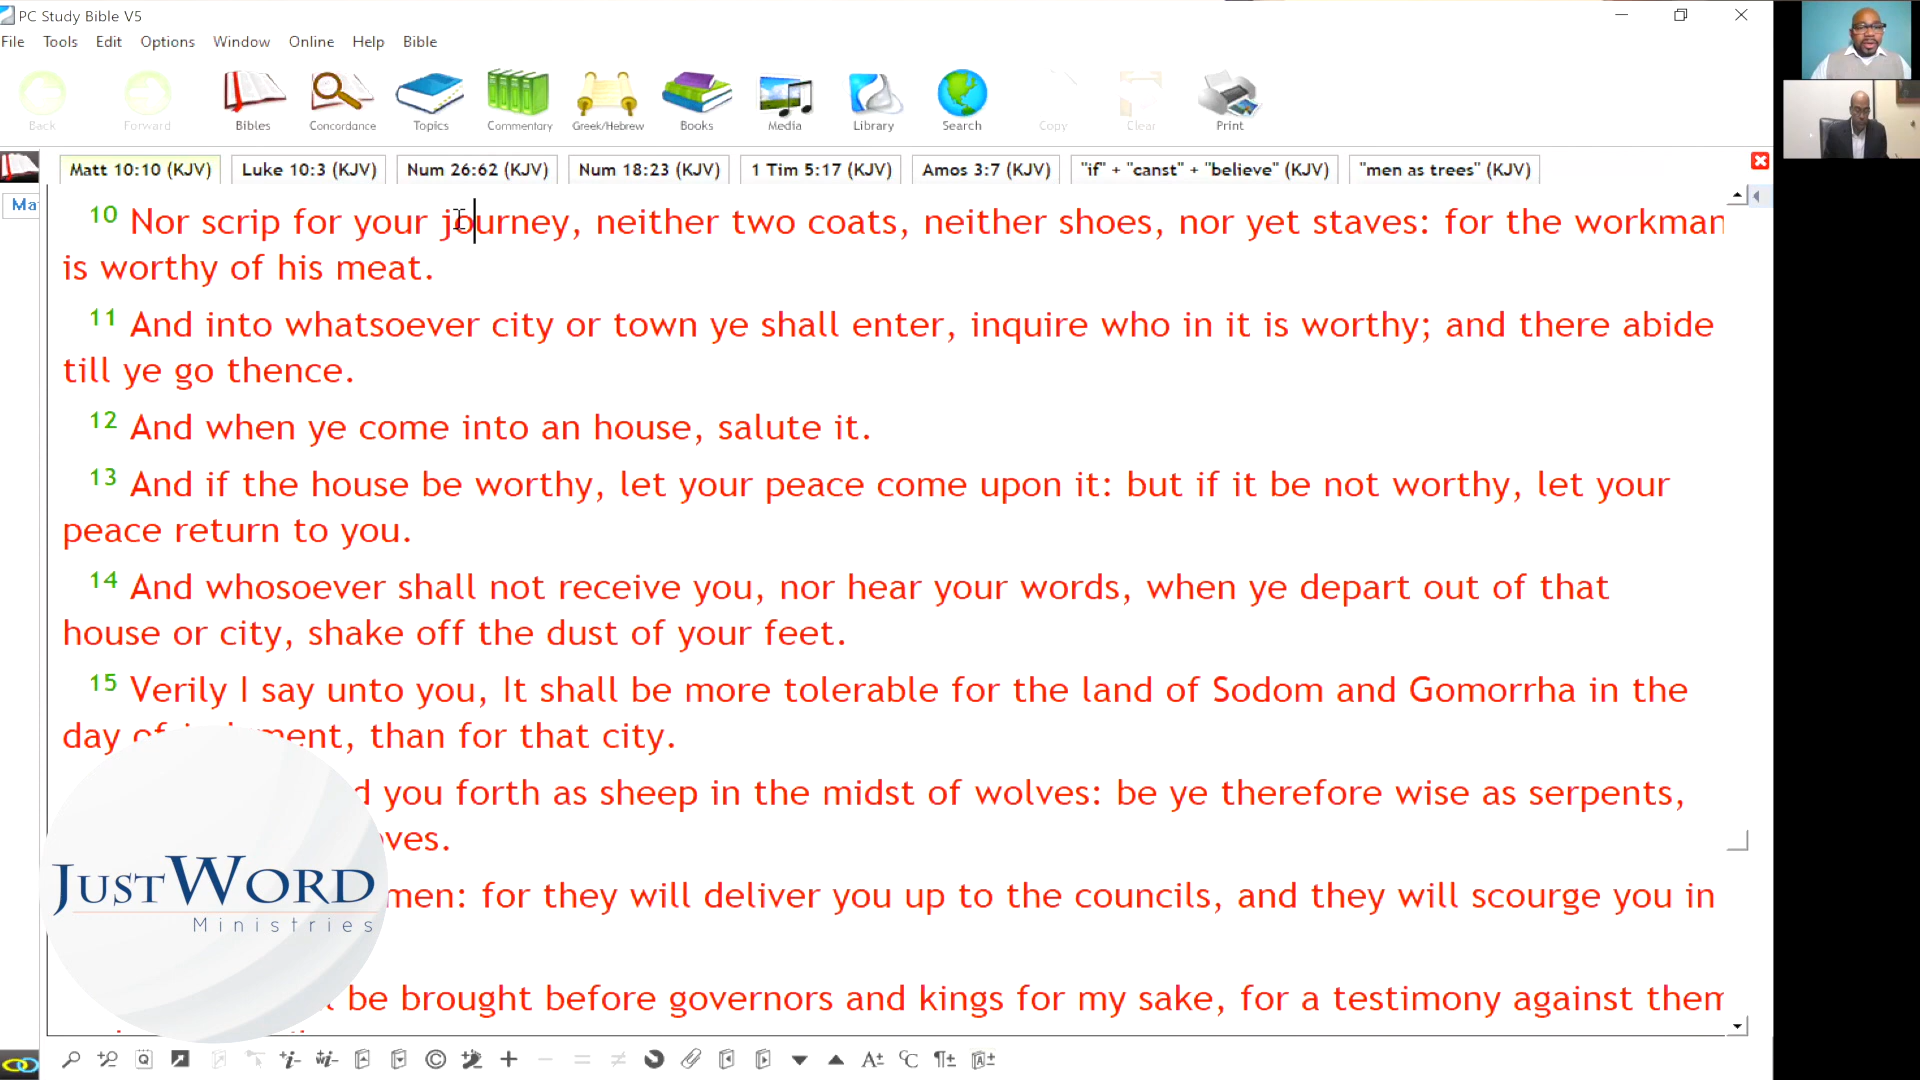 PC Study Bible V5
File Tools Edit Options Window Online Help Bible
Back Forward Bibles Concordance Topics Commentary Greek/Hebrew Books Media Library Search Copy Clear Print
Matt 10:10 (KJV) Luke 10:3 (KJV) Num 26:62 (KJV) Num 18:23 (KJV) 1 Tim 5:17 (KJV) Amos 3:7 (KJV) "if" + "canst" + "believe" (KJV) "men as trees" (KJV)
10 Nor scrip for your journey, neither two coats, neither shoes, nor yet staves: for the workman
is worthy of his meat.
11 And into whatsoever city or town ye shall enter, inquire who in it is worthy; and there abide
till ye go thence.
12 And when ye come into an house, salute it.
13 And if the house be worthy, let your peace come upon it: but if it be not worthy, let your
peace return to you.
14 And whosoever shall not receive you, nor hear your words, when ye depart out of that
house or city, shake off the dust of your feet.
15 Verily I say unto you, It shall be more tolerable for the land of Sodom and Gomorrha in the
day of ment, than for that city.
you forth as sheep in the midst of wolves: be ye therefore wise as serpents,
ves.
men: for they will deliver you up to the councils, and they will scourge you in
be brought before governors and kings for my sake, for a testimony against them
JUSTWORD
Ministries